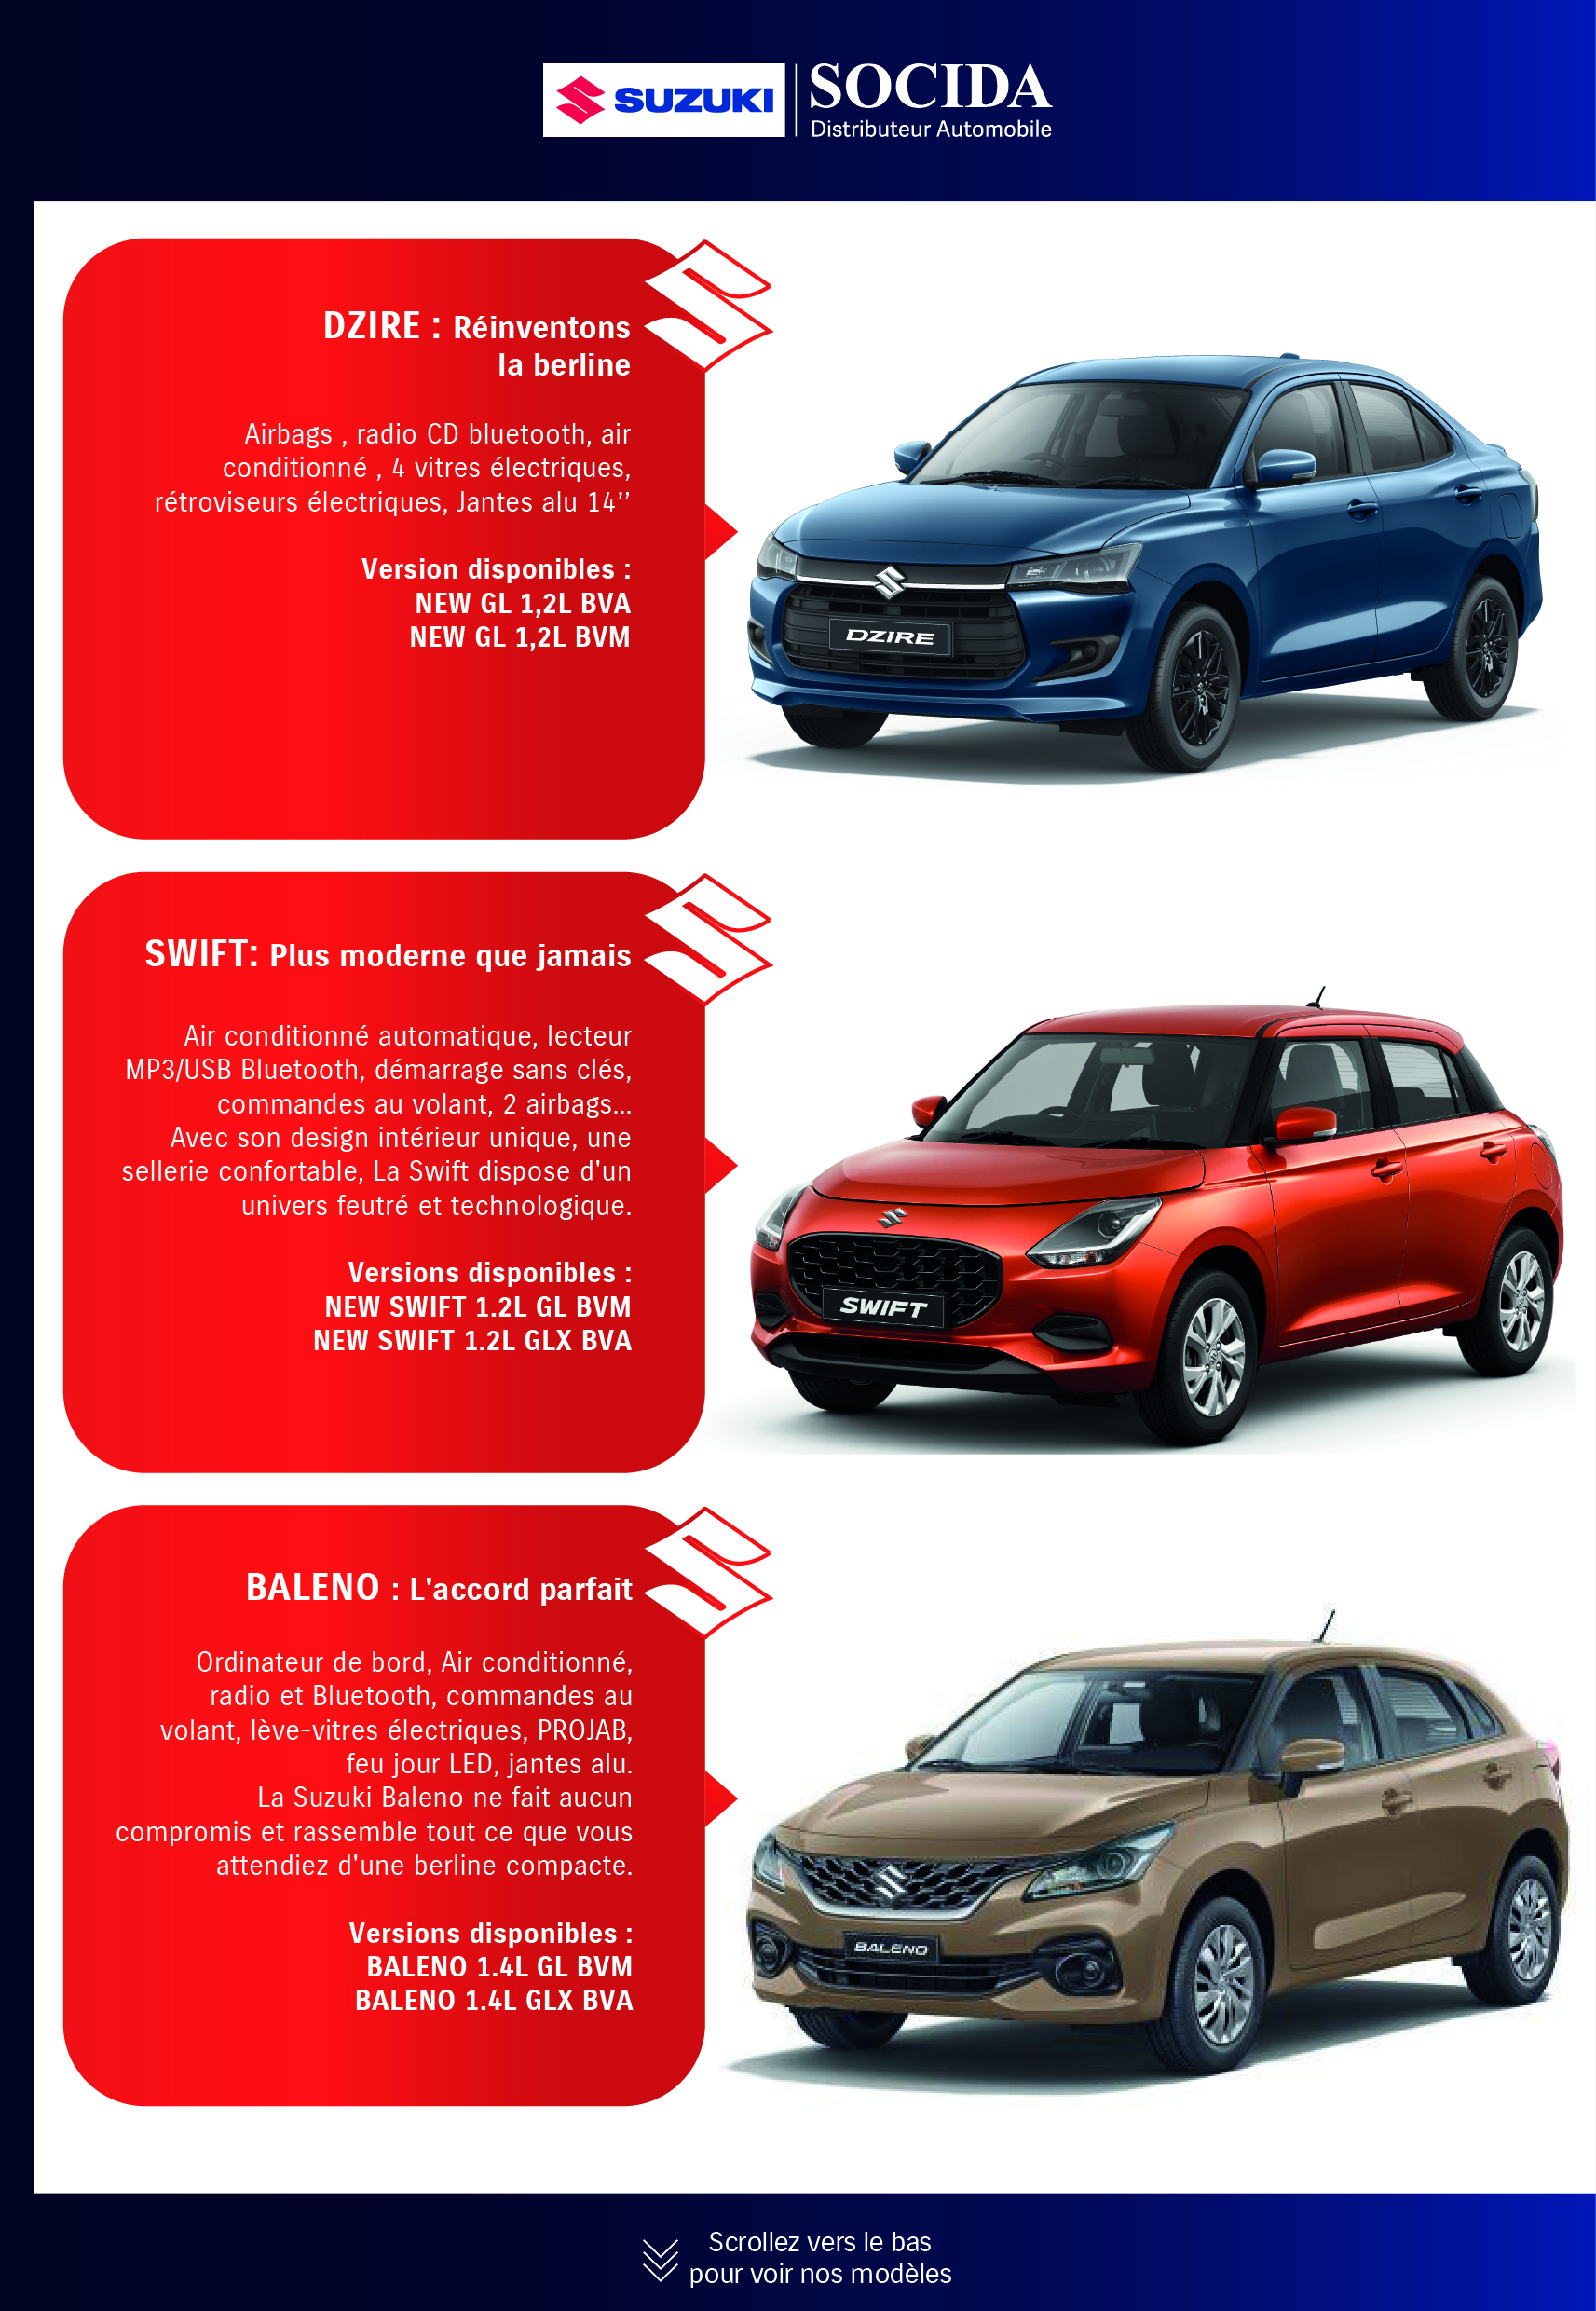 SUZUKI
SOCIDA
Distributeur Automobile
DZIRE : Réinventons
la berline
Airbags , radio CD bluetooth, air
conditionné , 4 vitres électriques,
rétroviseurs électriques, Jantes alu 14’’
Version disponibles :
NEW GL 1,2L BVA
NEW GL 1,2L BVM
DZIRE
SWIFT: Plus moderne que jamais
Air conditionné automatique, lecteur
MP3/USB Bluetooth, démarrage sans clés,
commandes au volant, 2 airbags...
Avec son design intérieur unique, une
sellerie confortable, La Swift dispose d'un
univers feutré et technologique.
Versions disponibles :
NEW SWIFT 1.2L GL BVM
NEW SWIFT 1.2L GLX BVA
SWIFT
BALENO : L'accord parfait
Ordinateur de bord, Air conditionné,
radio et Bluetooth, commandes au
volant, lève-vitres électriques, PROJAB,
feu jour LED, jantes alu.
La Suzuki Baleno ne fait aucun
compromis et rassemble tout ce que vous
attendiez d'une berline compacte.
Versions disponibles :
BALENO 1.4L GL BVM
BALENO 1.4L GLX BVA
BALENO
Scrollez vers le bas
pour voir nos modèles